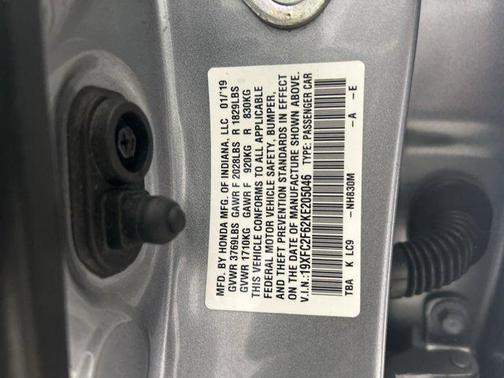 MFD. BY HONDA MFG. OF INDIANA, LLC 01/'19
GVWR 3769LBS GAWR F 2028LBS R 1829LBS
GVWR 1710KG GAWR F 920KG R 830KG
THIS VEHICLE CONFORMS TO ALL APPLICABLE
FEDERAL MOTOR VEHICLE SAFETY, BUMPER,
AND THEFT PREVENTION STANDARDS IN EFFECT
ON THE DATE OF MANUFACTURE SHOWN ABOVE.
V.I.N.:19XFC2F62KE205046 TYPE: PASSENGER CAR
TBA K LC9 -NH830M -A -E